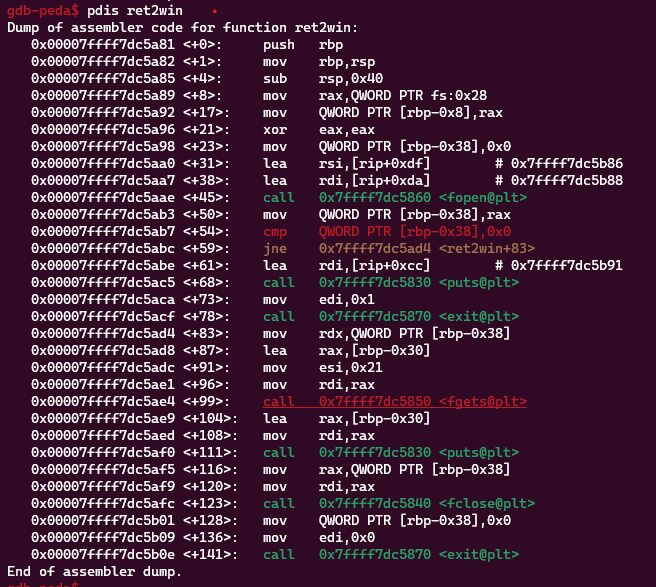 gdb-peda$ pdis ret2win
Dump of assembler code for function ret2win:
0x00007ffff7dc5a81 <+0>: push rbp
0x00007ffff7dc5a82 <+1>: mov rbp,rsp
0x00007ffff7dc5a85 <+4>: sub rsp,0x40
0x00007ffff7dc5a89 <+8>: mov rax,QWORD PTR fs:0x28
0x00007ffff7dc5a92 <+17>: mov QWORD PTR [rbp-0x8],rax
0x00007ffff7dc5a96 <+21>: xor eax,eax
0x00007ffff7dc5a98 <+23>: mov QWORD PTR [rbp-0x38],0x0
0x00007ffff7dc5aa0 <+31>: lea rsi,[rip+0xdf] # 0x7ffff7dc5b86
0x00007ffff7dc5aa7 <+38>: lea rdi,[rip+0xda] # 0x7ffff7dc5b88
0x00007ffff7dc5aae <+45>: call 0x7ffff7dc5860 <fopen@plt>
0x00007ffff7dc5ab3 <+50>: mov QWORD PTR [rbp-0x38],rax
0x00007ffff7dc5ab7 <+54>: cmp QWORD PTR [rbp-0x38],0x0
0x00007ffff7dc5abc <+59>: jne 0x7ffff7dc5ad4 <ret2win+83>
0x00007ffff7dc5abe <+61>: lea rdi,[rip+0xcc] # 0x7ffff7dc5b91
0x00007ffff7dc5ac5 <+68>: call 0x7ffff7dc5830 <puts@plt>
0x00007ffff7dc5aca <+73>: mov edi,0x1
0x00007ffff7dc5acf <+78>: call 0x7ffff7dc5870 <exit@plt>
0x00007ffff7dc5ad4 <+83>: mov rdx,QWORD PTR [rbp-0x38]
0x00007ffff7dc5ad8 <+87>: lea rax,[rbp-0x30]
0x00007ffff7dc5adc <+91>: mov esi,0x21
0x00007ffff7dc5ae1 <+96>: mov rdi,rax
0x00007ffff7dc5ae4 <+99>: call 0x7ffff7dc5850 <fgets@plt>
0x00007ffff7dc5ae9 <+104>: lea rax,[rbp-0x30]
0x00007ffff7dc5aed <+108>: mov rdi,rax
0x00007ffff7dc5af0 <+111>: call 0x7ffff7dc5830 <puts@plt>
0x00007ffff7dc5af5 <+116>: mov rax,QWORD PTR [rbp-0x38]
0x00007ffff7dc5af9 <+120>: mov rdi,rax
0x00007ffff7dc5afc <+123>: call 0x7ffff7dc5840 <fclose@plt>
0x00007ffff7dc5b01 <+128>: mov QWORD PTR [rbp-0x38],0x0
0x00007ffff7dc5b09 <+136>: mov edi,0x0
0x00007ffff7dc5b0e <+141>: call 0x7ffff7dc5870 <exit@plt>
End of assembler dump.